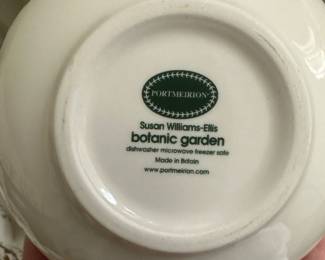 PORTMEIRION®
Susan Williams-Ellis
botanic garden
dishwasher microwave freezer safe
Made in Britain
www.portmeirion.com